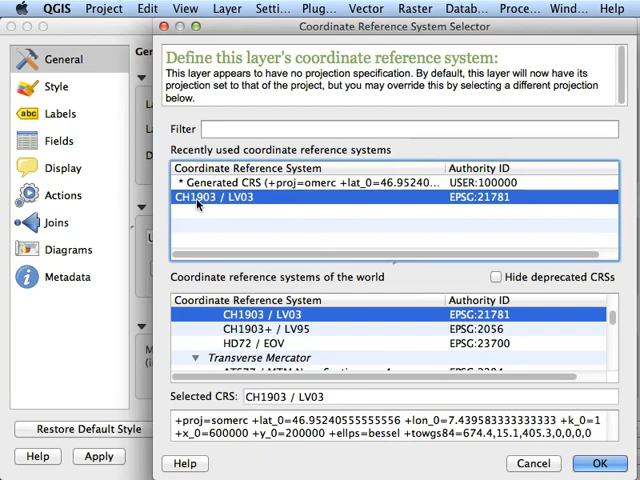 QGIS Project Edit View Layer Setti... Plug... Vector Raster Datab... Proce... Wind... Help
Coordinate Reference System Selector
General
Style
Labels
Fields
Display
Actions
Joins
Diagrams
Metadata
Restore Default Style
Help
Apply
Define this layer's coordinate reference system:
This layer appears to have no projection specification. By default, this layer will now have its
projection set to that of the project, but you may override this by selecting a different projection
below.
Filter
Recently used coordinate reference systems
Coordinate Reference System Authority ID
* Generated CRS (+proj=omerc +lat_0=46.95240... USER:100000
CH1903 / LV03 EPSG:21781
Coordinate reference systems of the world
Hide deprecated CRSs
Coordinate Reference System Authority ID
CH1903 / LV03 EPSG:21781
CH1903+ / LV95 EPSG:2056
HD72 / EOV EPSG:23700
Transverse Mercator
Selected CRS: CH1903 / LV03
+proj=somerc +lat_0=46.95240555555556 +lon_0=7.439583333333333 +k_0=1
+x_0=600000 +y_0=200000 +ellps=bessel +towgs84=674.4,15.1,405.3,0,0,0,0
Help
Cancel
OK